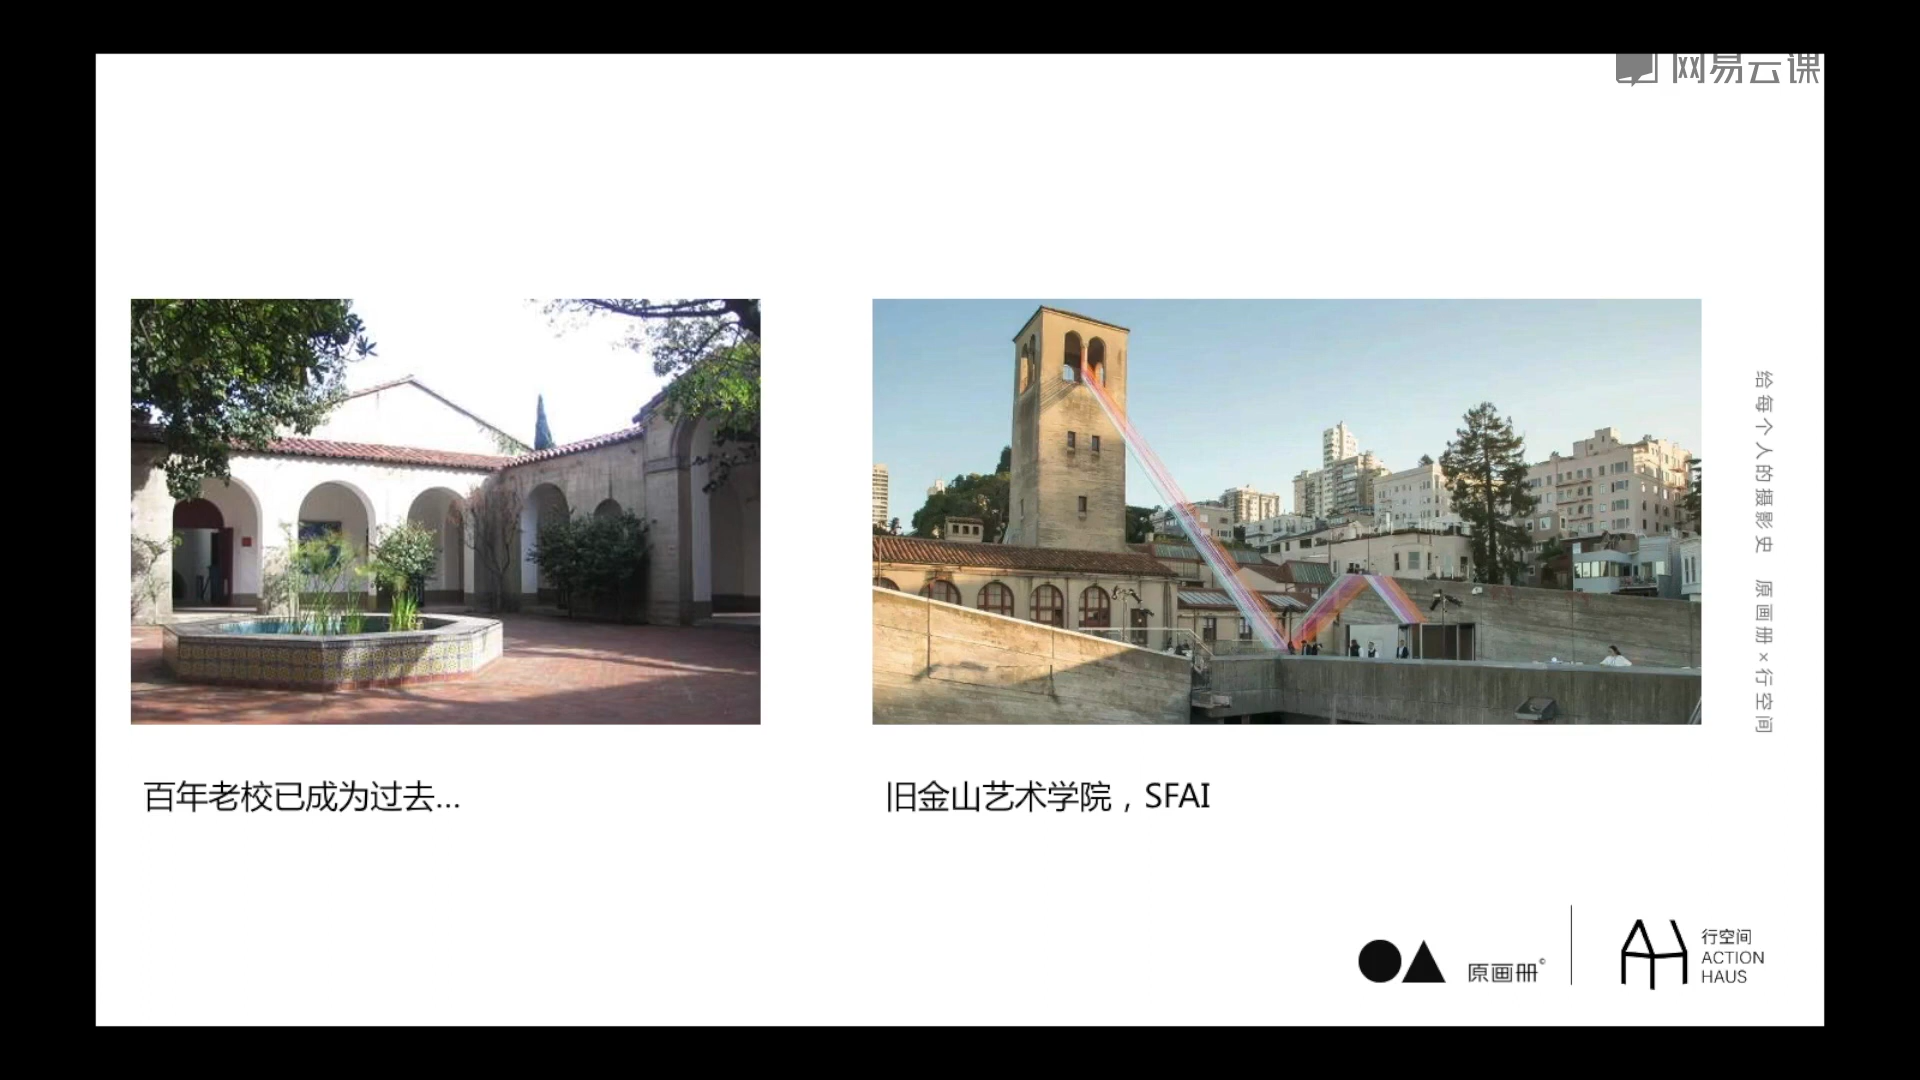 网易云课
给每个人的摄影史 原画册×行空间
百年老校已成为过去...
旧金山艺术学院，SFAI
原画册©
行空间
ACTION
HAUS